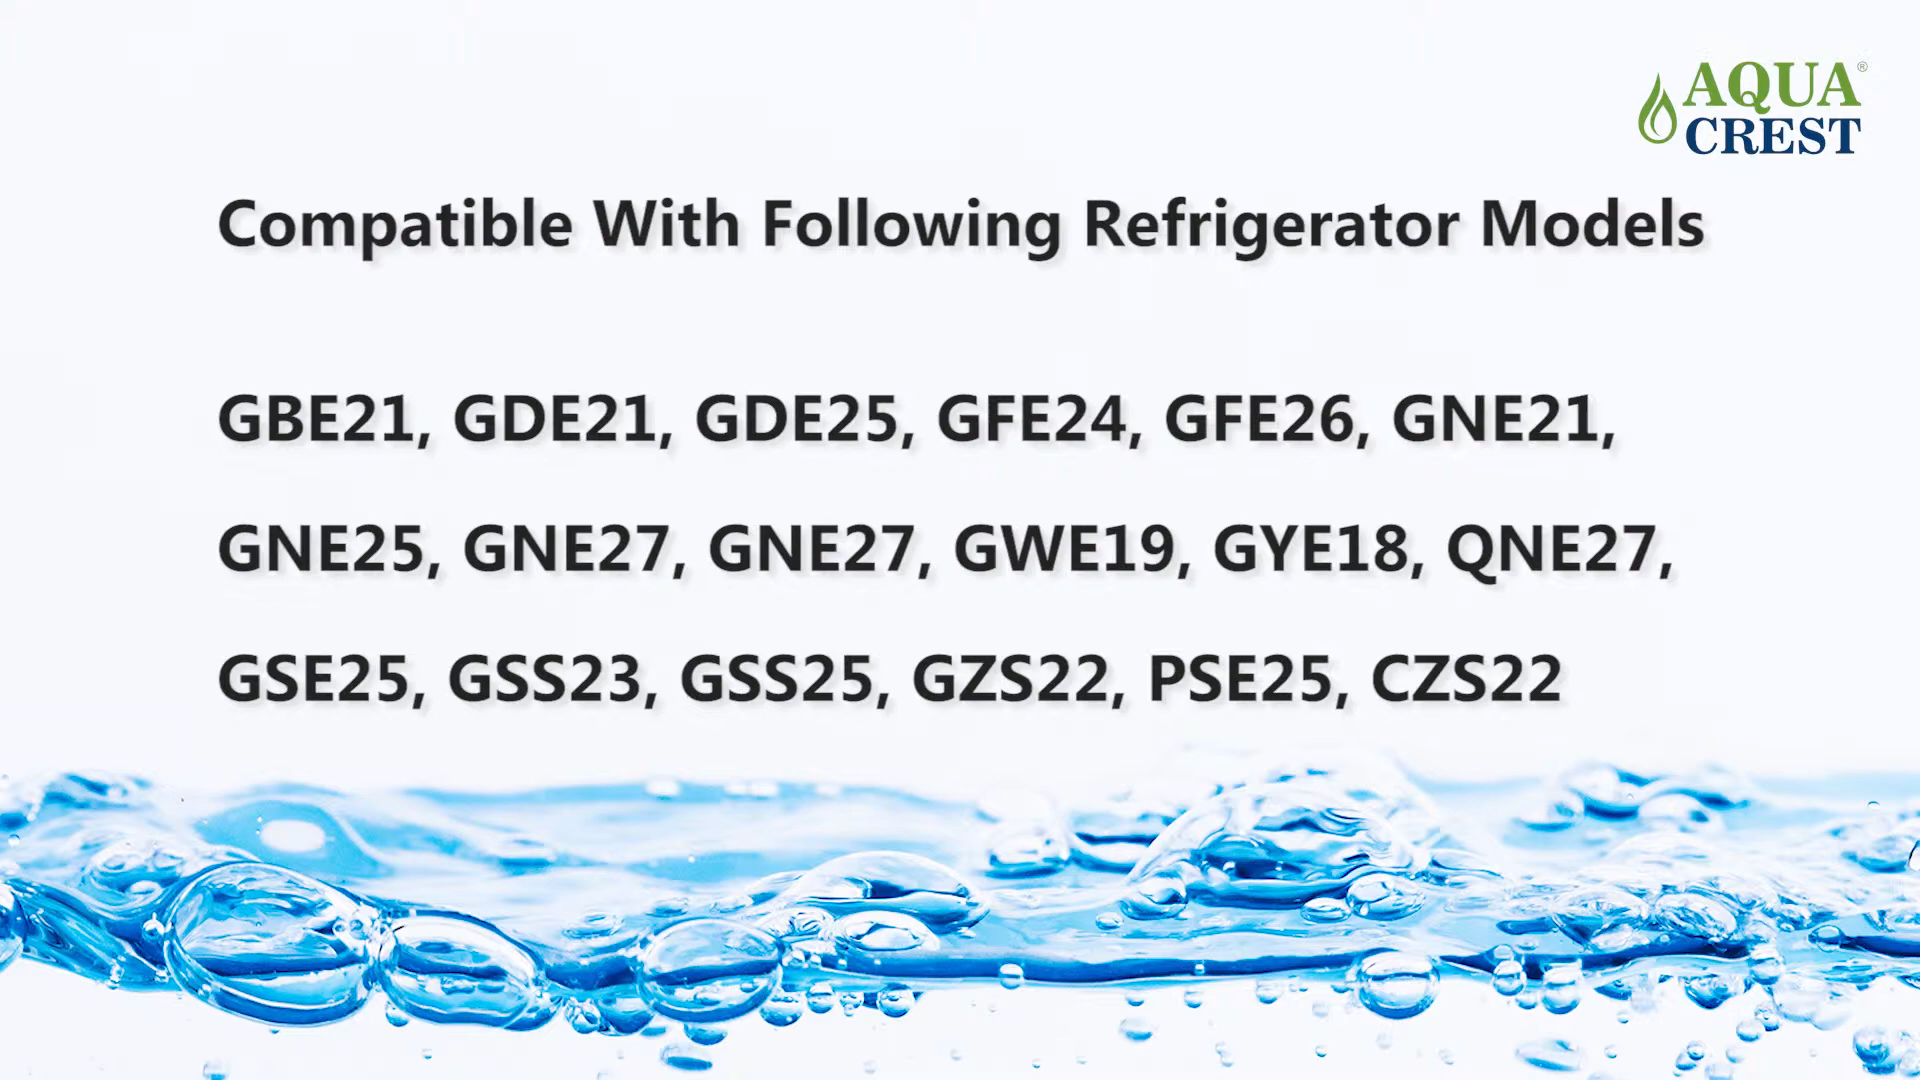 AQUA®
CREST
Compatible With Following Refrigerator Models
GBE21, GDE21, GDE25, GFE24, GFE26, GNE21,
GNE25, GNE27, GNE27, GWE19, GYE18, QNE27,
GSE25, GSS23, GSS25, GZS22, PSE25, CZS22